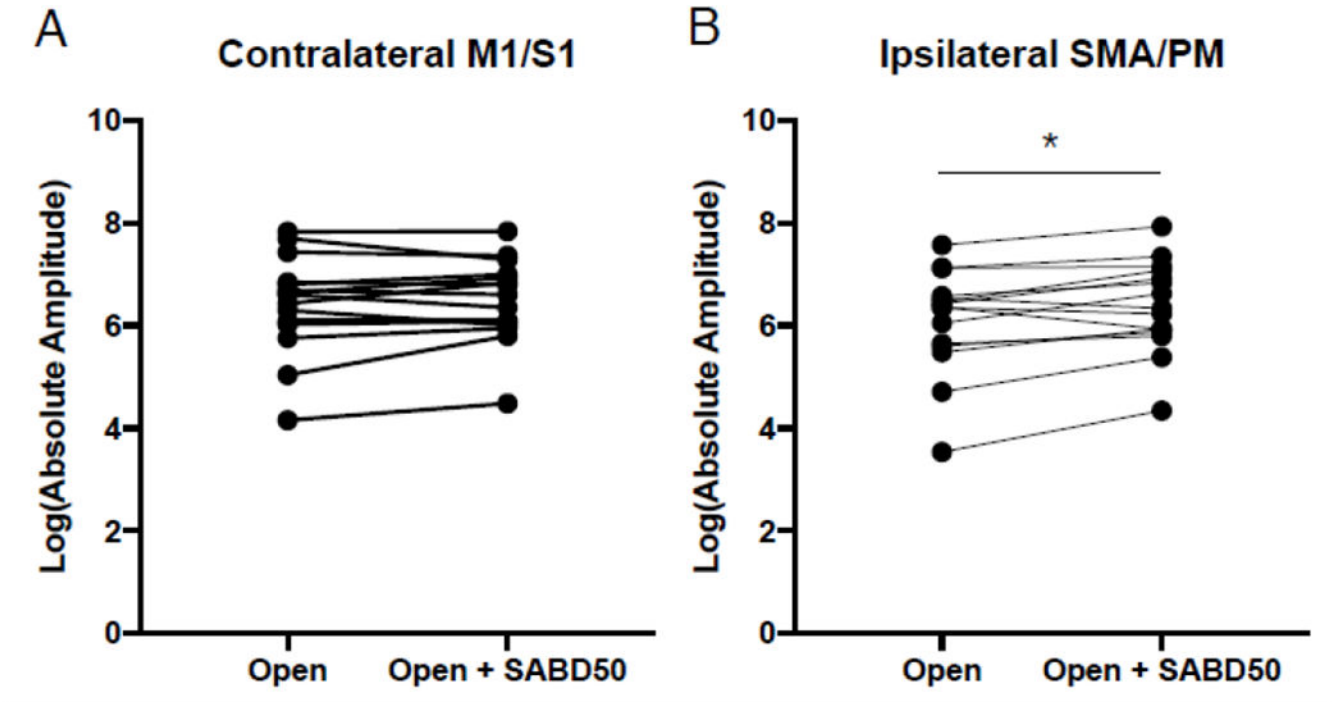 A
Contralateral M1/S1
10
8
6
4
2
0
Log(Absolute Amplitude)
Open
Open + SABD50
B
Ipsilateral SMA/PM
*
10
8
6
4
2
0
Log(Absolute Amplitude)
Open
Open + SABD50